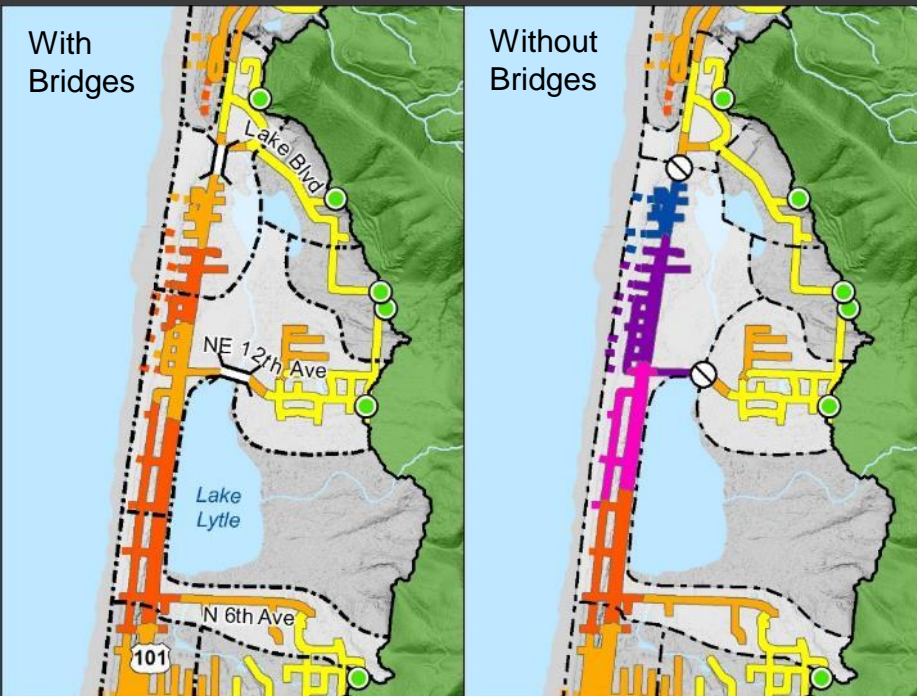 With
Bridges
Lake Blvd
NE 12th Ave
Lake
Lytle
N 6th Ave
101
Without
Bridges